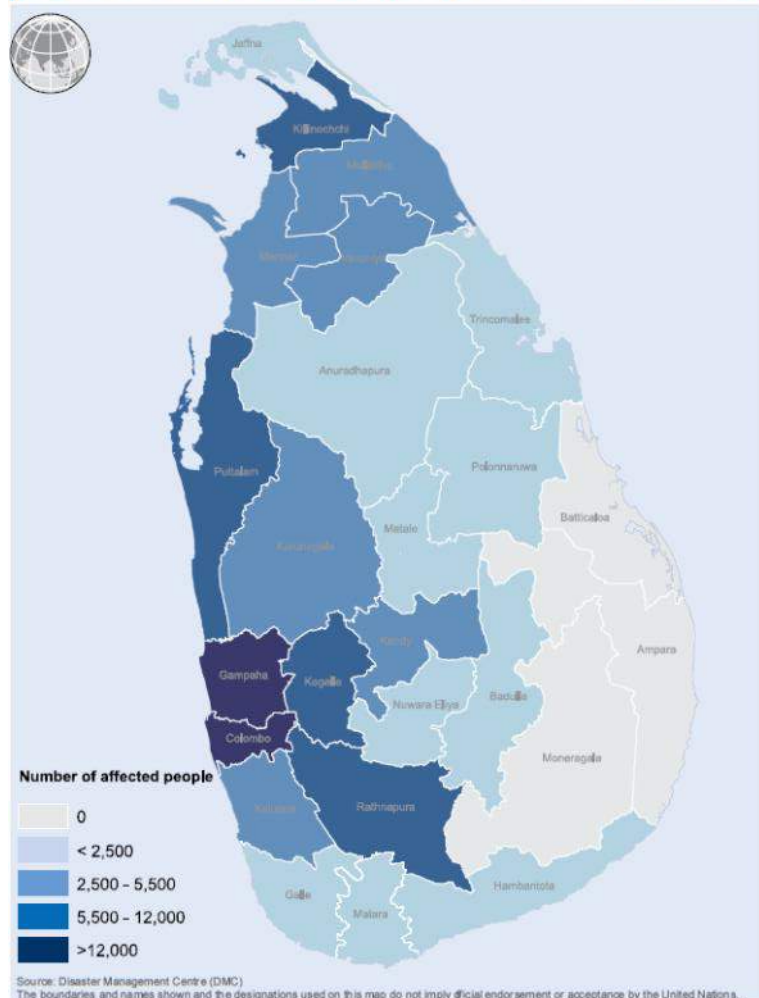 Jaffna
Kilinochchi
Mullaitivu
Mannar
Vavuniya
Trincomalee
Anuradhapura
Polonnaruwa
Puttalam
Batticaloa
Matale
Kurunegala
Kandy
Ampara
Gampaha
Kegalle
Nuwara Eliya
Badulla
Colombo
Moneragala
Number of affected people
Rathnapura
Kalutara
0
< 2,500
2,500 - 5,500
5,500 - 12,000
>12,000
Galle
Matara
Hambantota
Source: Disaster Management Centre (DMC)
The boundaries and names shown and the designations used on this map do not imply official endorsement or acceptance by the United Nations.